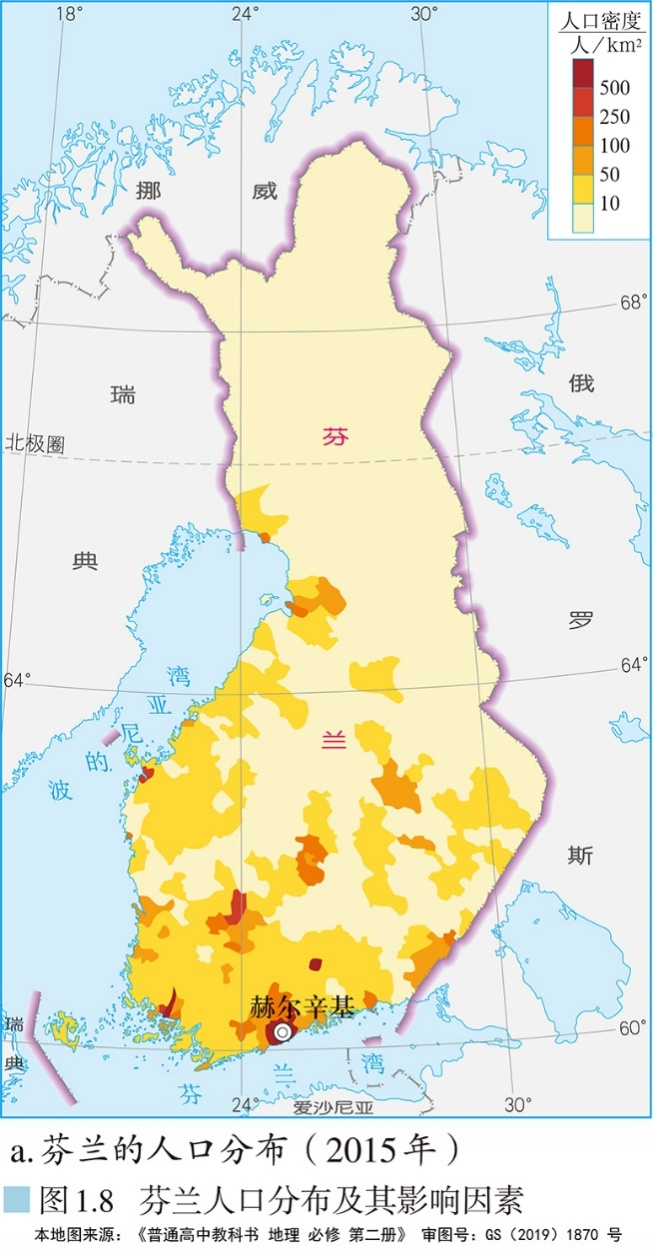 18°
24°
30°
人口密度
人/km²
500
250
100
50
10
挪
威
68°
瑞
俄
北极圈
芬
典
罗
64°
64°
湾
亚
尼
的
波
兰
斯
赫尔辛基
瑞
典
60°
芬
兰
湾
24°
爱沙尼亚
30°
a. 芬兰的人口分布（2015年）
图1.8 芬兰人口分布及其影响因素
本地图来源：《普通高中教科书 地理 必修 第二册》 审图号：GS（2019）1870 号